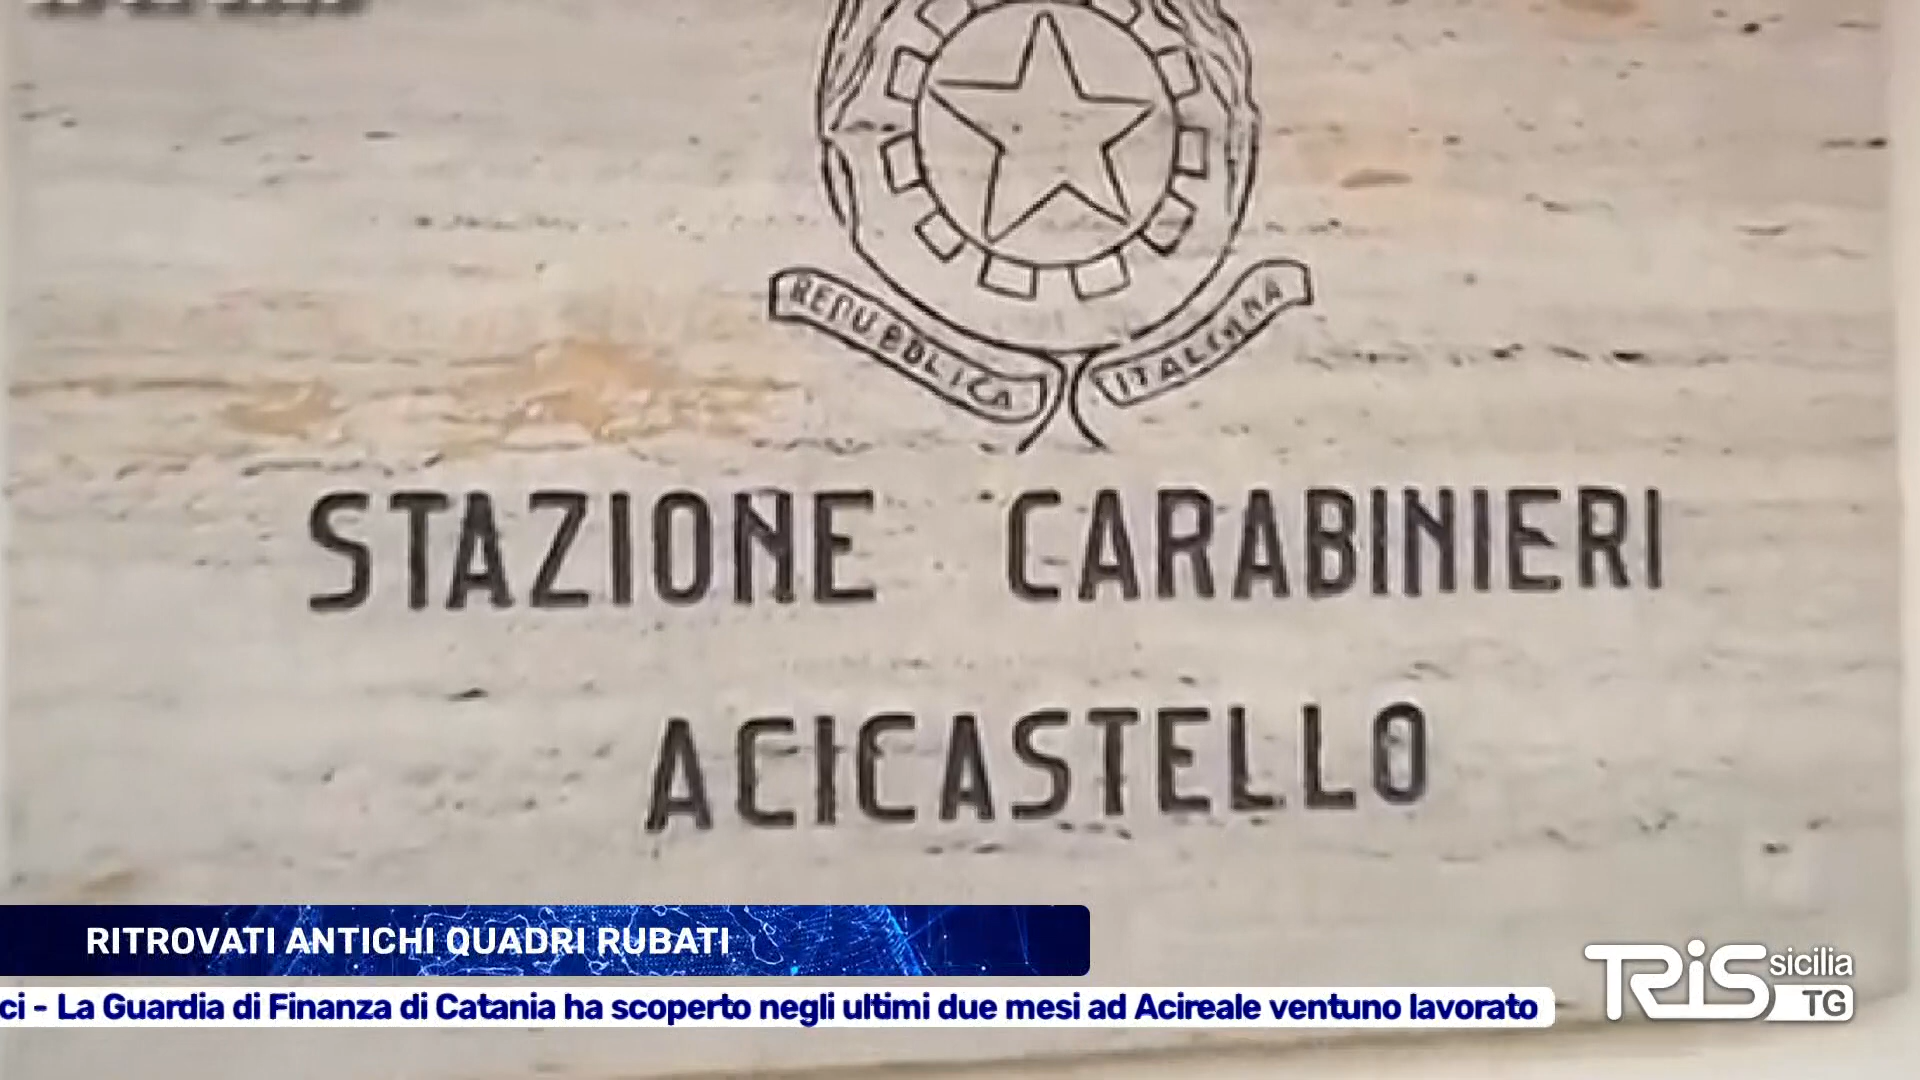 REPUBBLICA ITALIANA
STAZIONE CARABINIERI
ACICASTELLO
RITROVATI ANTICHI QUADRI RUBATI
ci - La Guardia di Finanza di Catania ha scoperto negli ultimi due mesi ad Acireale ventuno lavorato
TRiS sicilia
TG